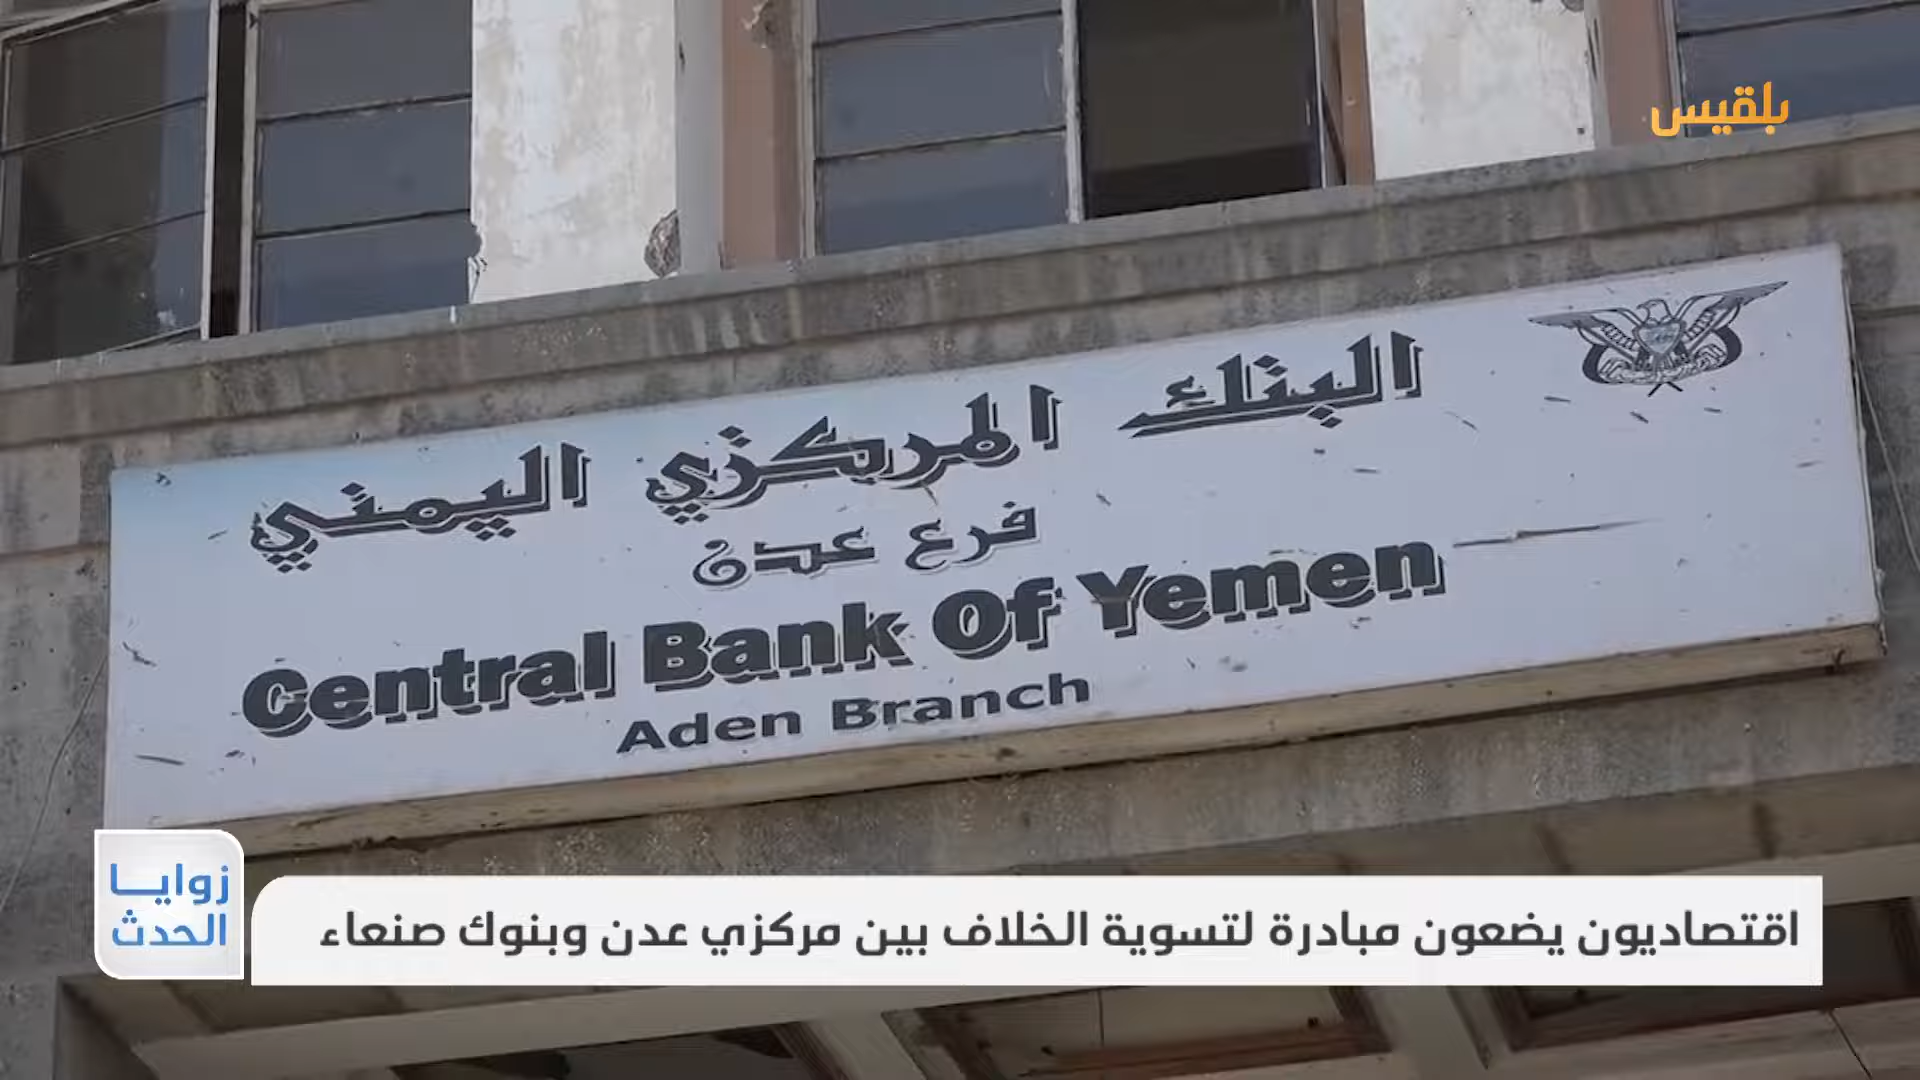 بلقيس
البنك المركزي اليمني
فرع عدن
Central Bank Of Yemen
Aden Branch
زوايا
الحدث
اقتصاديون يضعون مبادرة لتسوية الخلاف بين مركزي عدن وبنوك صنعاء